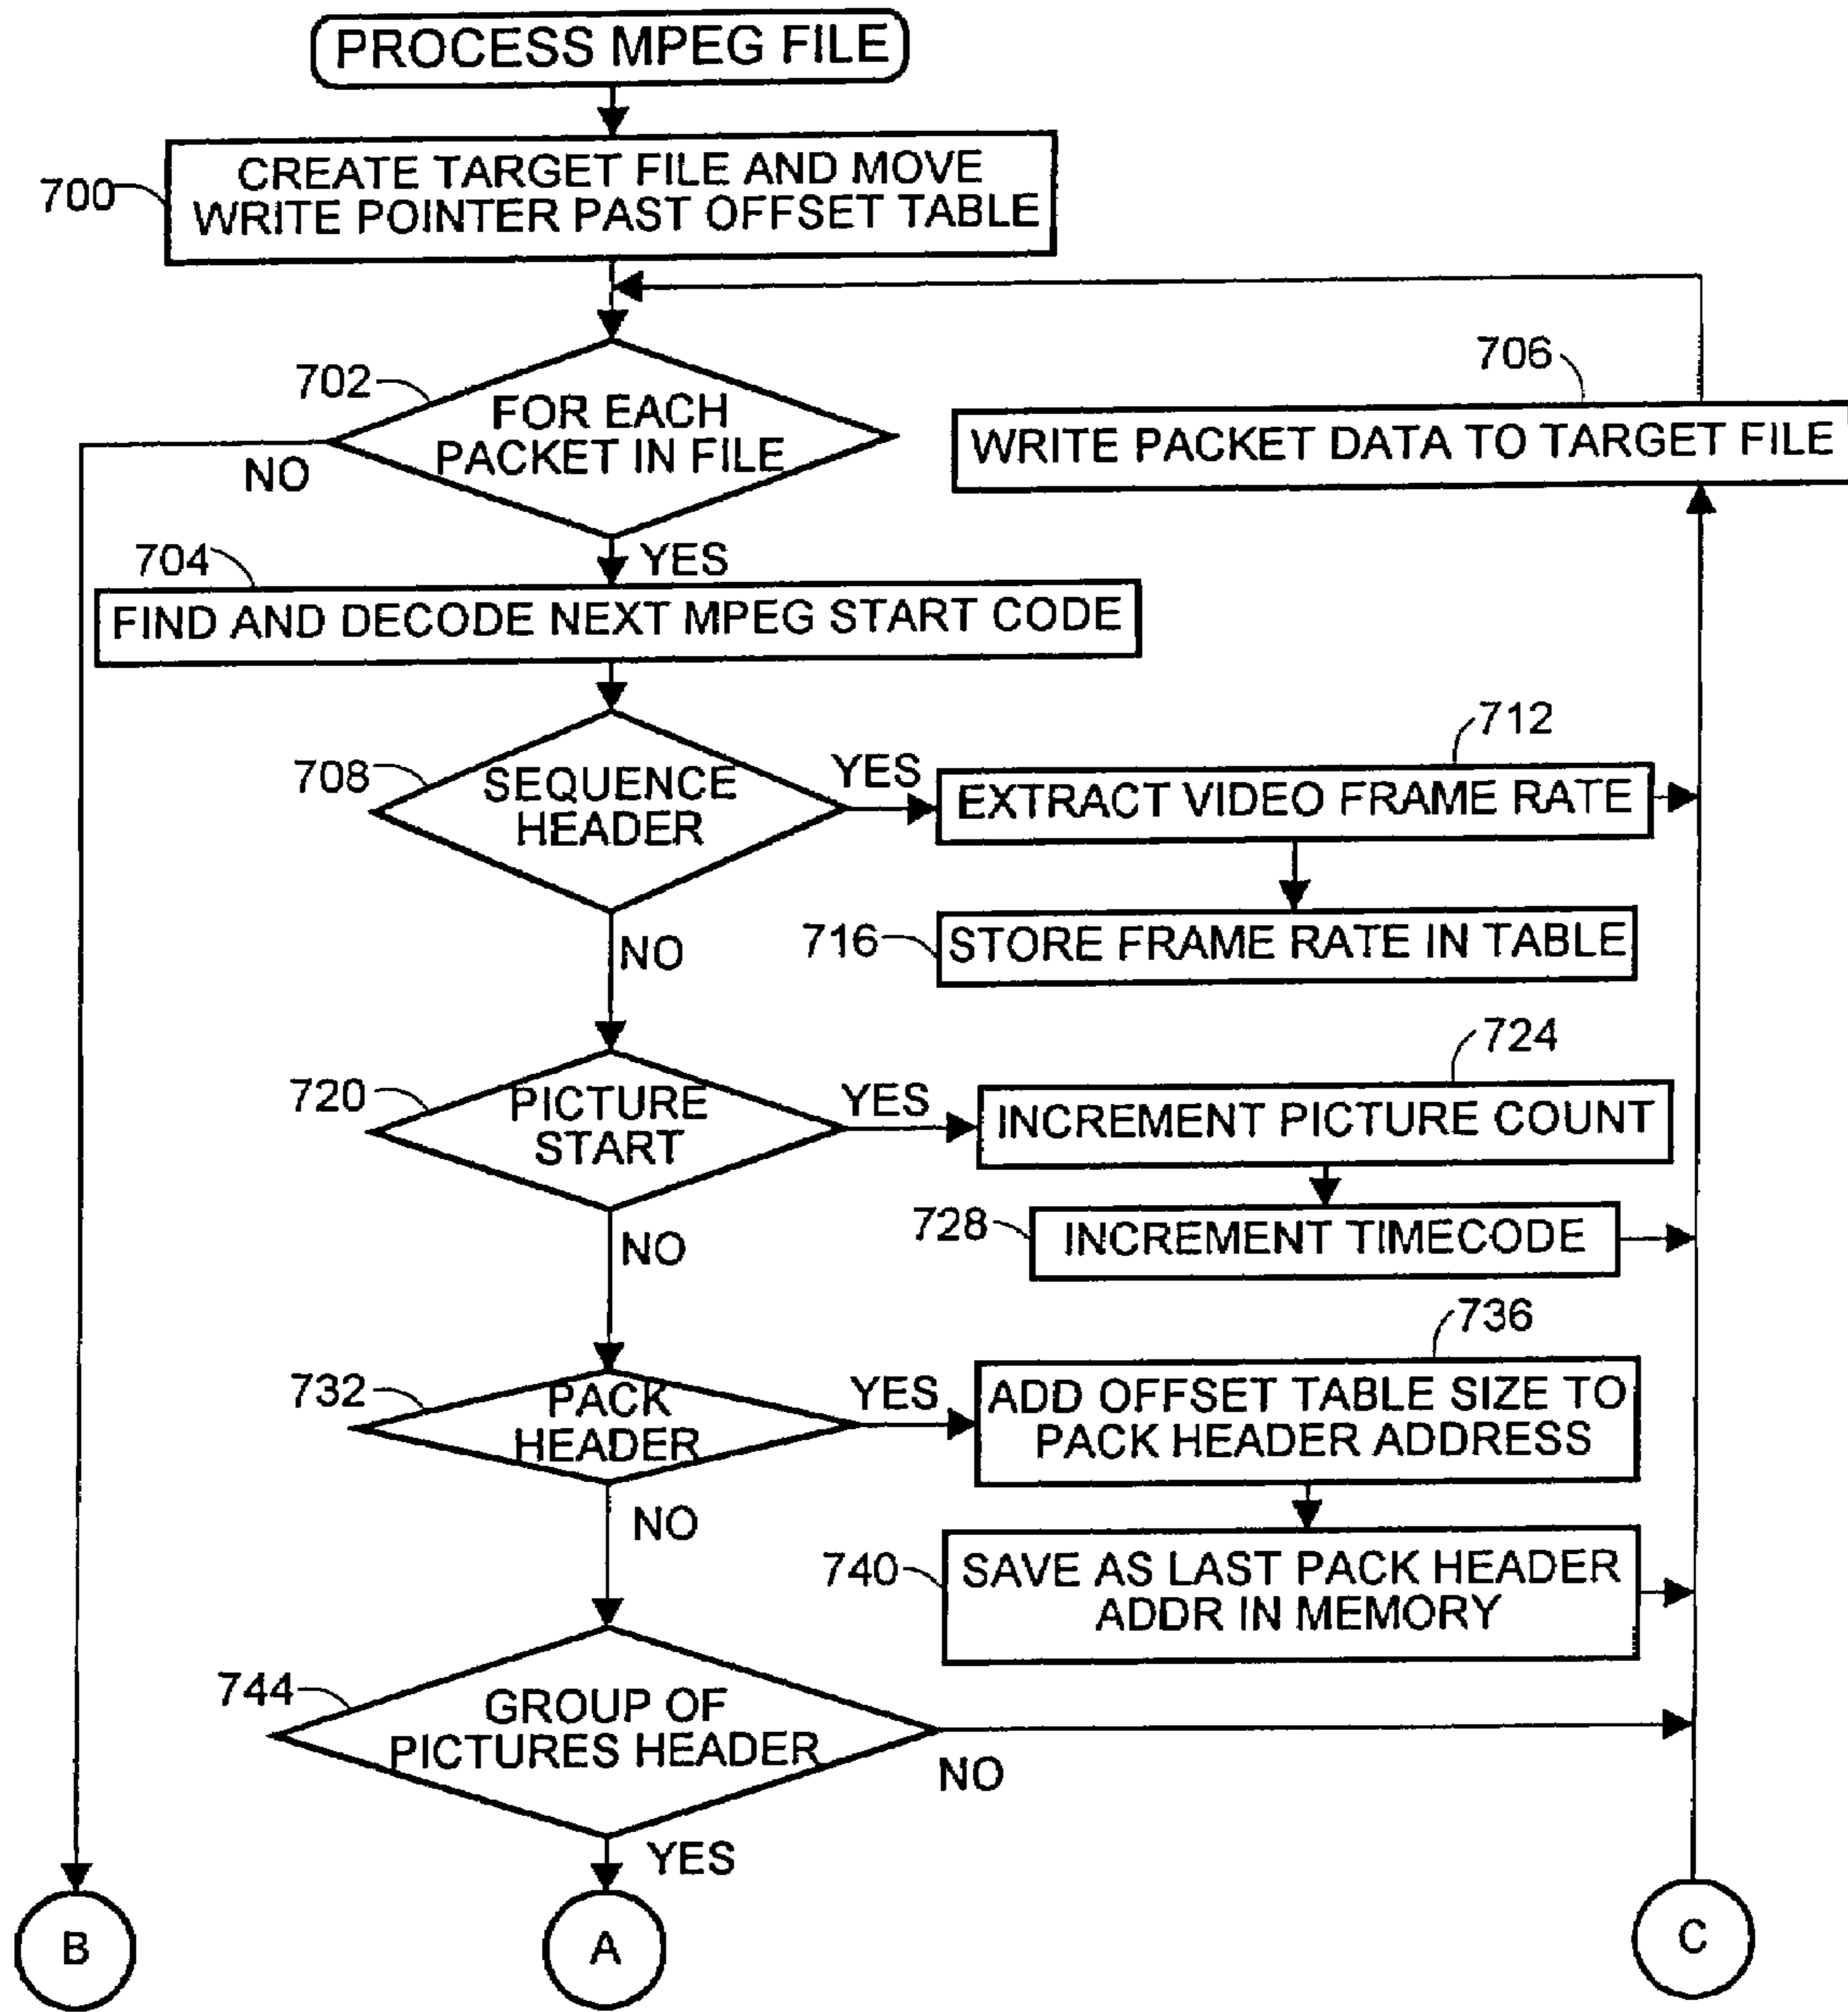 PROCESS MPEG FILE
700
CREATE TARGET FILE AND MOVE
WRITE POINTER PAST OFFSET TABLE
702
FOR EACH
PACKET IN FILE
NO
YES
706
WRITE PACKET DATA TO TARGET FILE
704
FIND AND DECODE NEXT MPEG START CODE
708
SEQUENCE
HEADER
YES
NO
712
EXTRACT VIDEO FRAME RATE
716
STORE FRAME RATE IN TABLE
720
PICTURE
START
YES
NO
724
INCREMENT PICTURE COUNT
728
INCREMENT TIMECODE
732
PACK
HEADER
YES
NO
736
ADD OFFSET TABLE SIZE TO
PACK HEADER ADDRESS
740
SAVE AS LAST PACK HEADER
ADDR IN MEMORY
744
GROUP OF
PICTURES HEADER
NO
YES
B
A
C